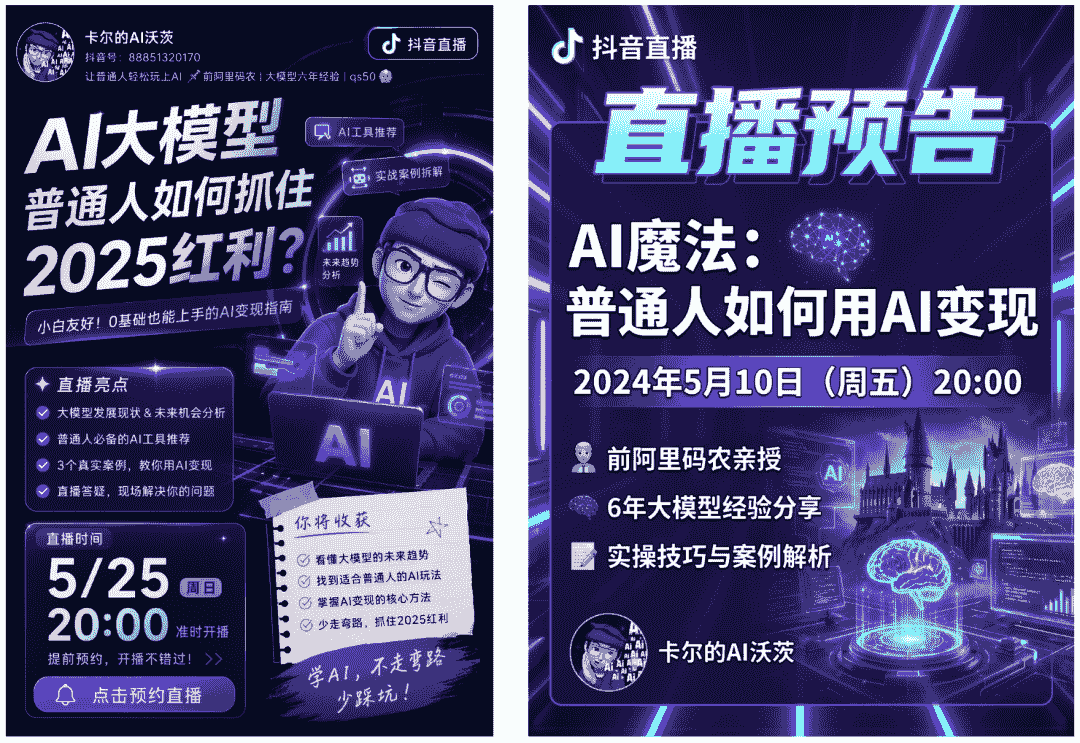 卡尔的AI沃茨
抖音号：88851320170
让普通人轻松玩上AI 前阿里码农 | 大模型六年经验 | qs50
抖音直播
AI大模型
普通人如何抓住
2025红利？
小白友好！0基础也能上手的AI变现指南
AI工具推荐
实战案例拆解
未来趋势
分析
AI
AI
直播亮点
大模型发展现状＆未来机会分析
普通人必备的AI工具推荐
3个真实案例，教你用AI变现
直播答疑，现场解决你的问题
直播时间
5/25 周日
20:00 准时开播
提前预约，开播不错过！
点击预约直播
你将收获
看懂大模型的未来趋势
找到适合普通人的AI玩法
掌握AI变现的核心方法
少走弯路，抓住2025红利
学AI，不走弯路
少踩坑！
抖音直播
直播预告
AI魔法：
普通人如何用AI变现
2024年5月10日（周五）20:00
前阿里码农亲授
6年大模型经验分享
实操技巧与案例解析
AI
AI
卡尔的AI沃茨